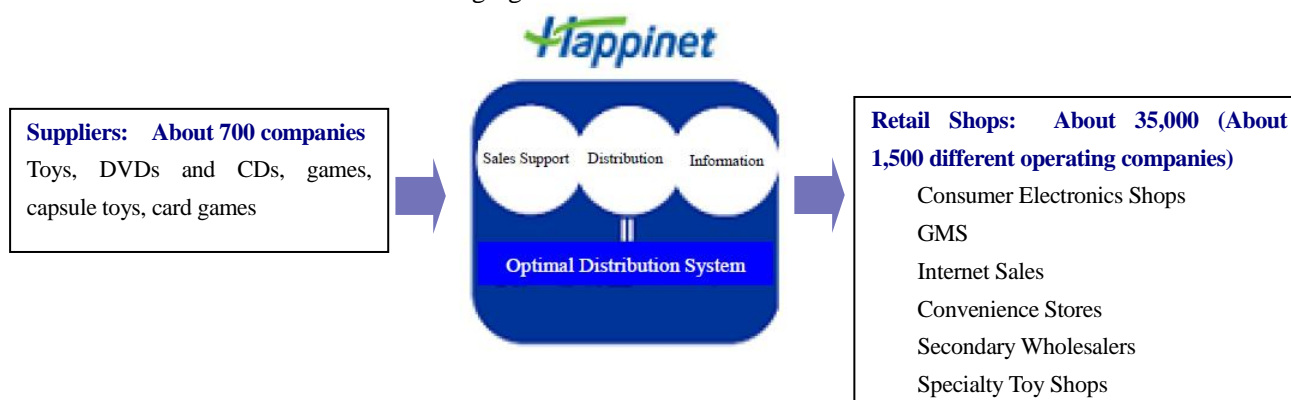 Happinet
Suppliers: About 700 companies
Toys, DVDs and CDs, games,
capsule toys, card games
Sales Support
Distribution
Information
Optimal Distribution System
Retail Shops: About 35,000 (About
1,500 different operating companies)
Consumer Electronics Shops
GMS
Internet Sales
Convenience Stores
Secondary Wholesalers
Specialty Toy Shops